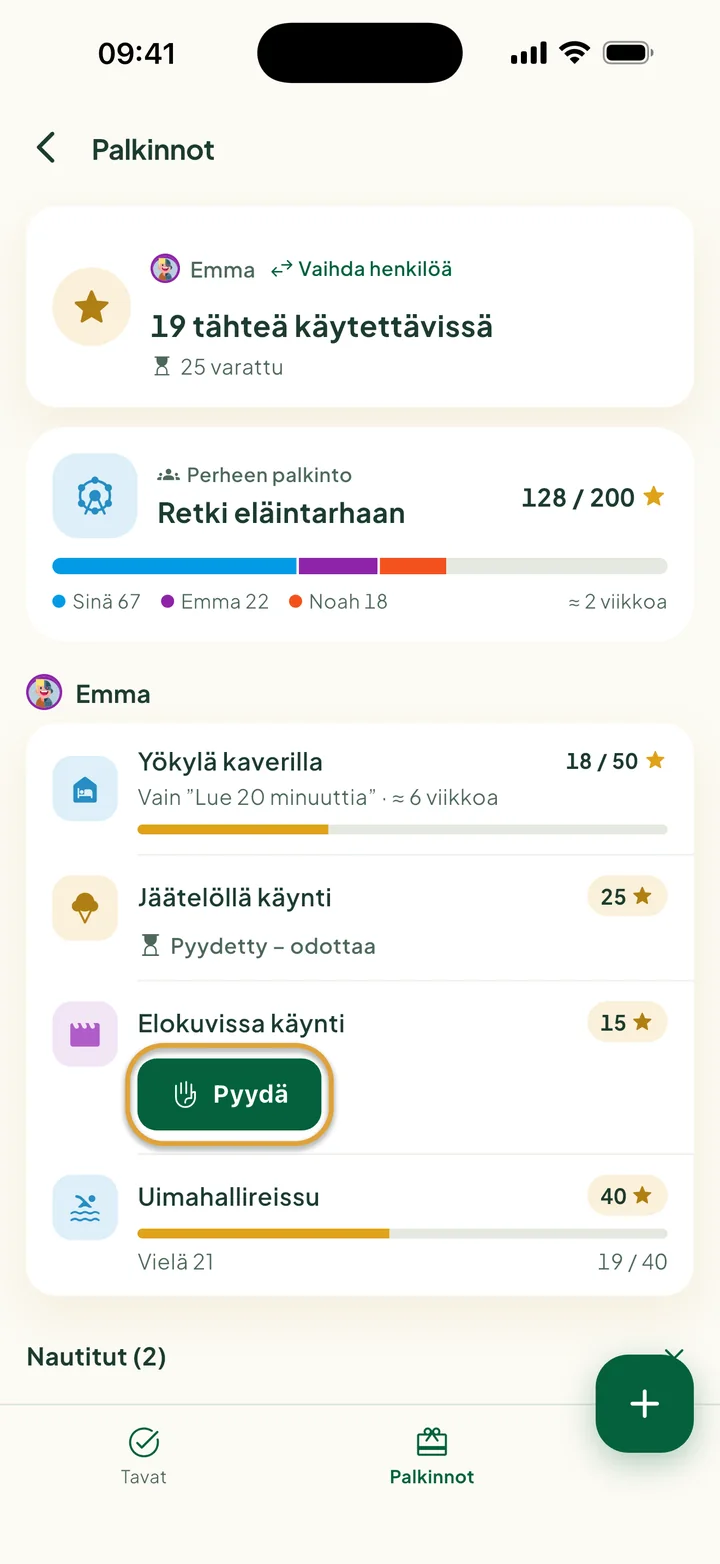 09:41
Palkinnot
Emma Vaihda henkilöä
19 tähteä käytettävissä
25 varattu
Perheen palkinto
Retki eläintarhaan
128 / 200
Sinä 67 Emma 22 Noah 18 ≈ 2 viikkoa
Emma
Yökylä kaverilla 18 / 50
Vain ”Lue 20 minuuttia” · ≈ 6 viikkoa
Jäätelöllä käynti 25
Pyydetty – odottaa
Elokuvissa käynti 15
Pyydä
Uimahallireissu 40
Vielä 21 19 / 40
Nautitut (2)
Tavat Palkinnot